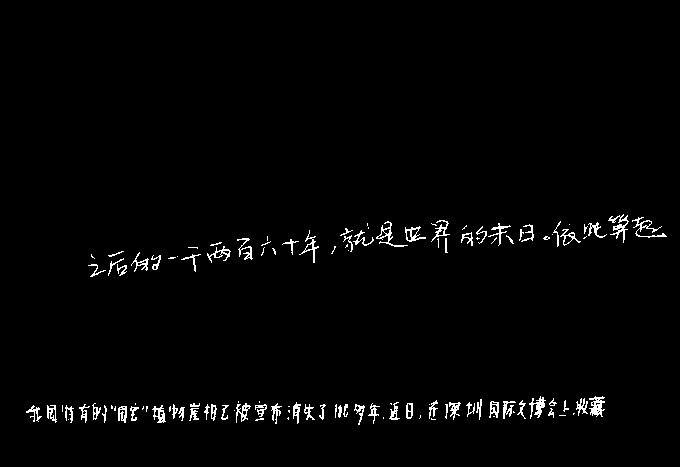 之后的一千两百六十年,就是世界的末日。依此算起
我国特有的“国宝”植物崖柏已被宣布消失了100多年.近日,在深圳国际文博会上.收藏